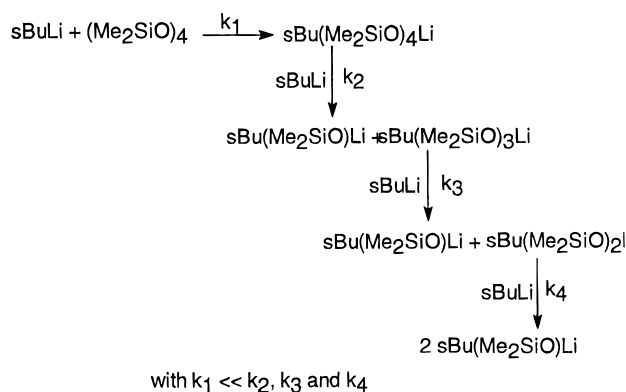 sBuLi + (Me2SiO)4 k1 sBu(Me2SiO)4Li
sBuLi k2
sBu(Me2SiO)Li +sBu(Me2SiO)3Li
sBuLi k3
sBu(Me2SiO)Li + sBu(Me2SiO)2l
sBuLi k4
2 sBu(Me2SiO)Li
with k1 << k2, k3 and k4